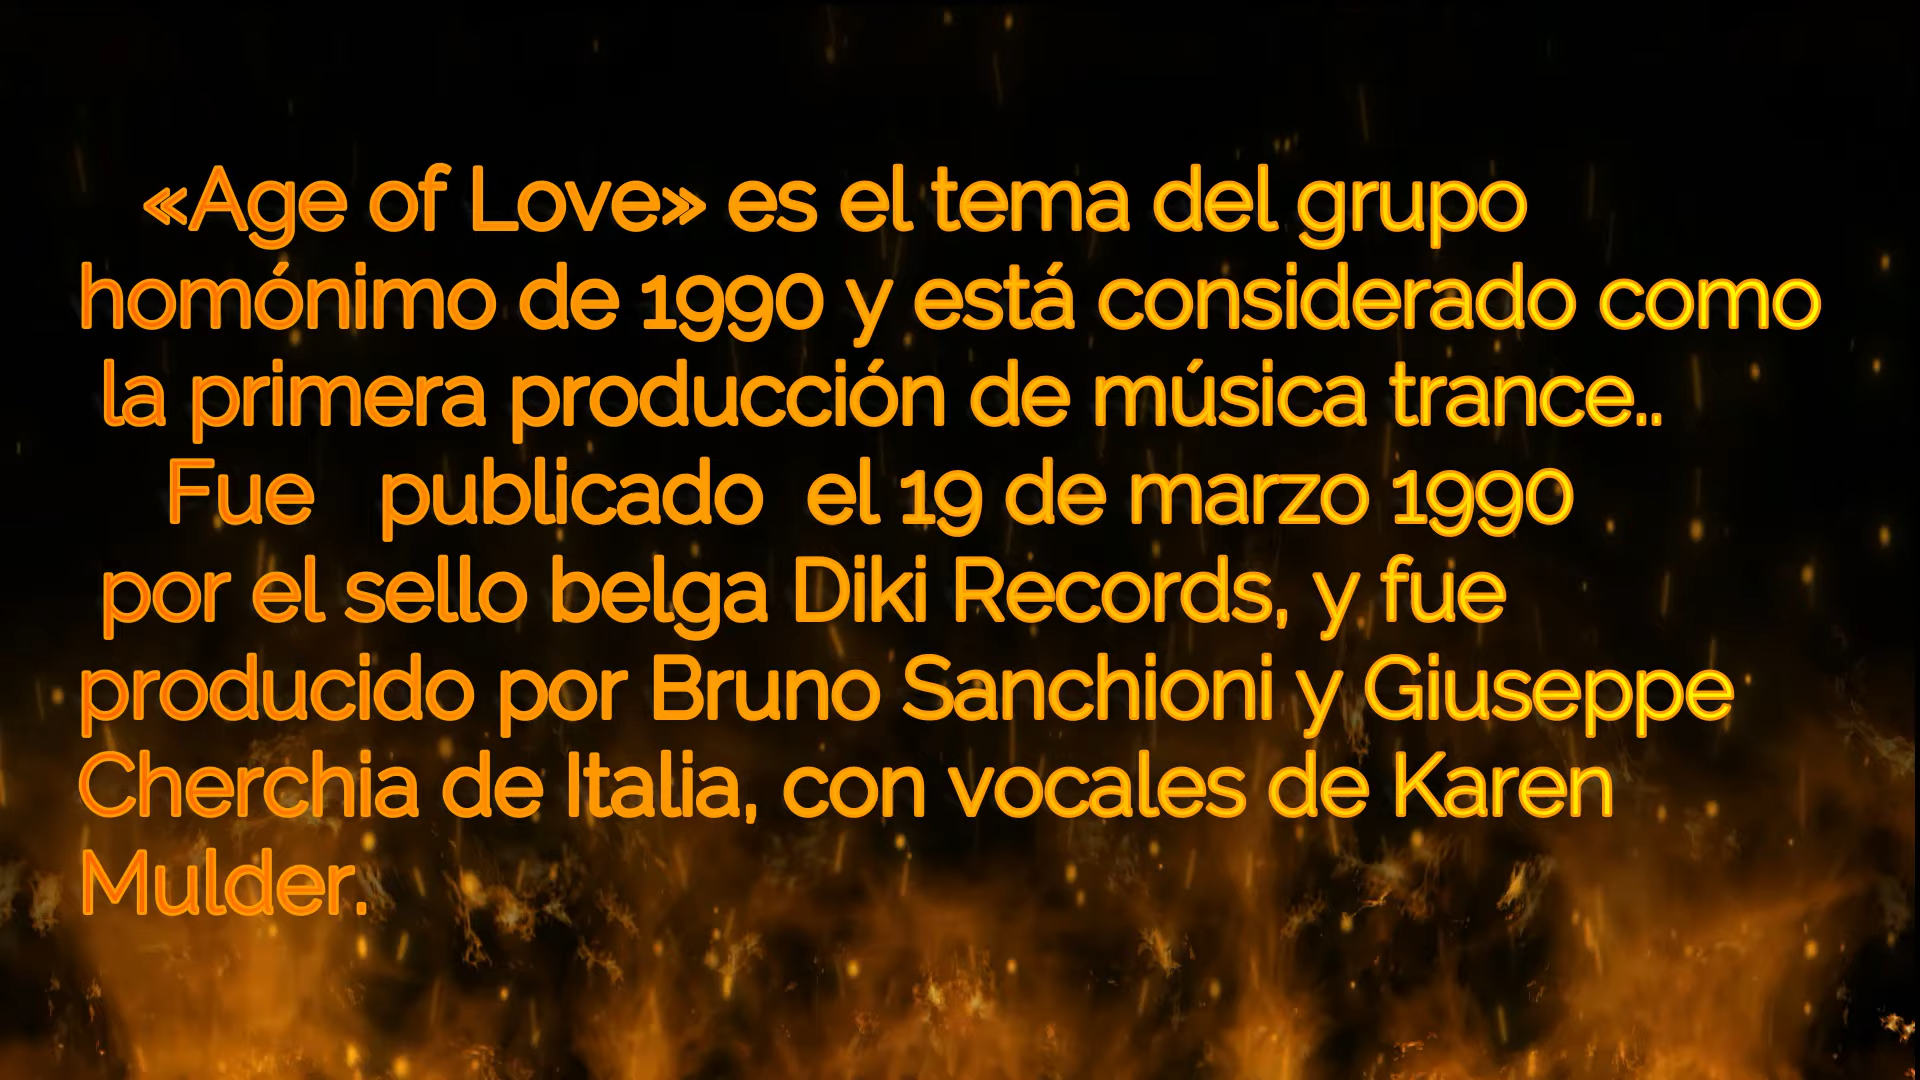 «Age of Love» es el tema del grupo
homónimo de 1990 y está considerado como
la primera producción de música trance..
Fue publicado el 19 de marzo 1990
por el sello belga Diki Records, y fue
producido por Bruno Sanchioni y Giuseppe
Cherchia de Italia, con vocales de Karen
Mulder.